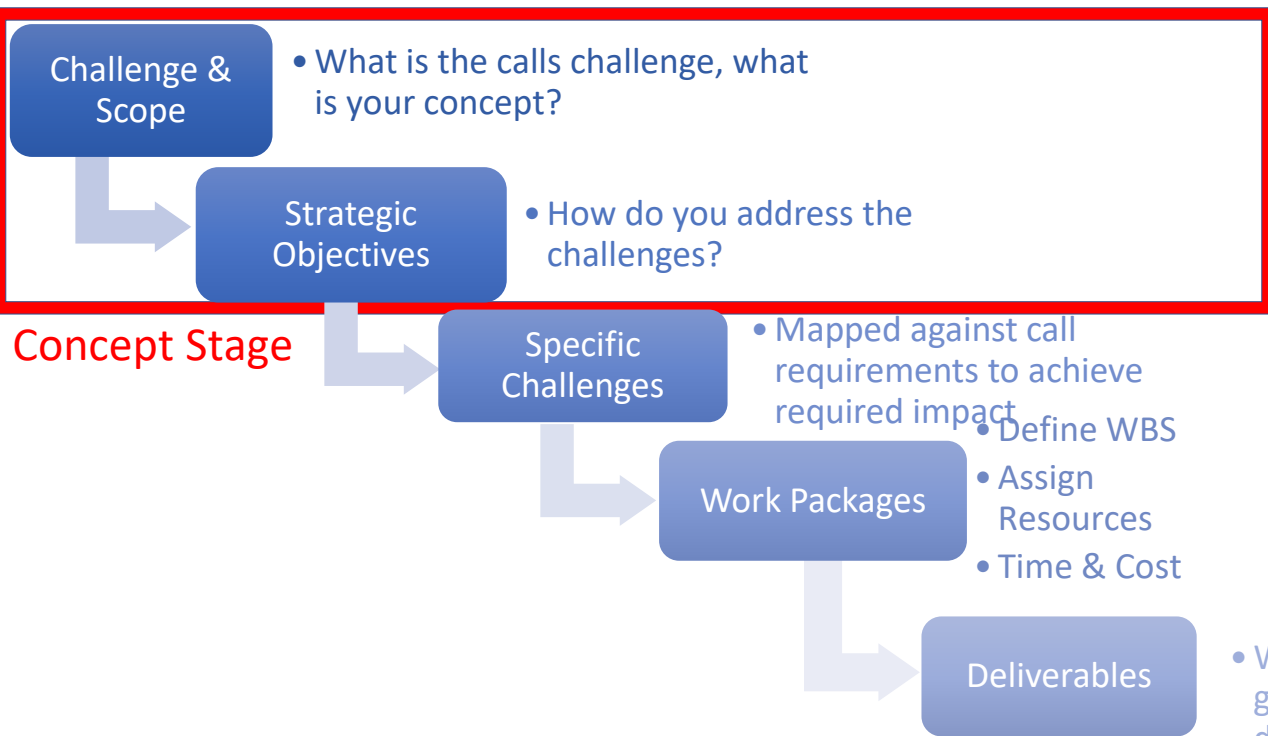 Challenge &
Scope
• What is the calls challenge, what
is your concept?
Strategic
Objectives
• How do you address the
challenges?
Concept Stage
Specific
Challenges
• Mapped against call
requirements to achieve
required impact
Work Packages
• Define WBS
• Assign
Resources
• Time & Cost
Deliverables